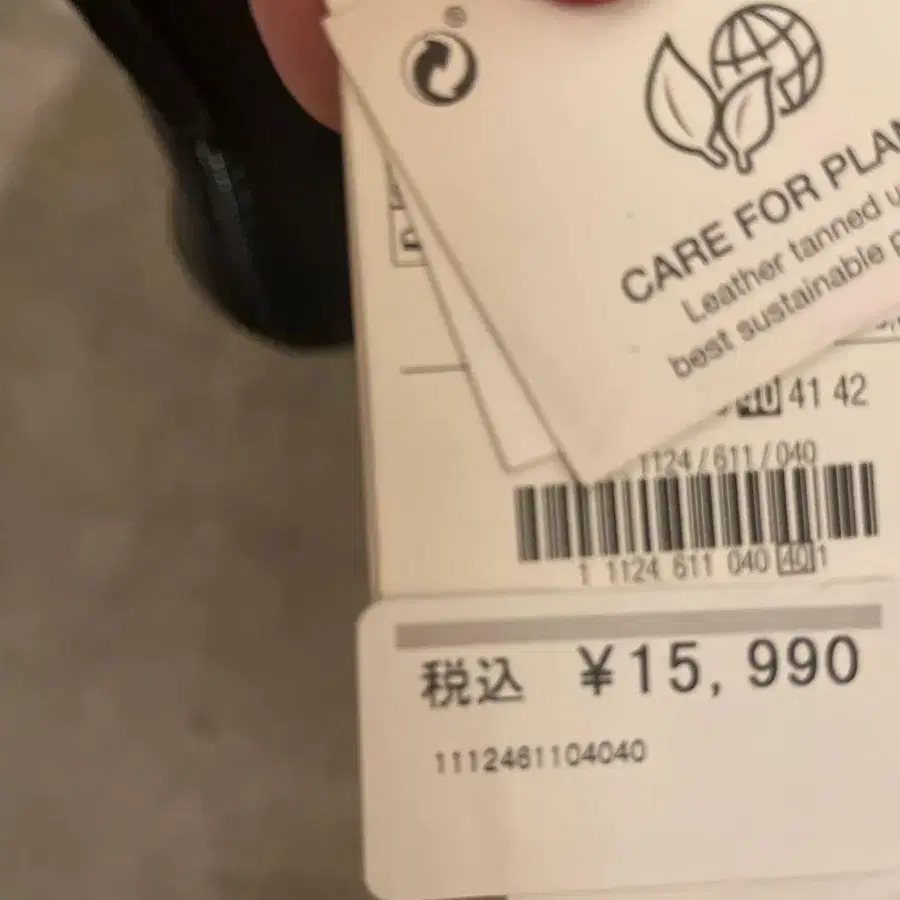 ®
CARE FOR PLAN
Leather tanned u
best sustainable p
40 41 42
1124/611/040
1 1124 611 040 40 1
税込 ¥15,990
1112461104040